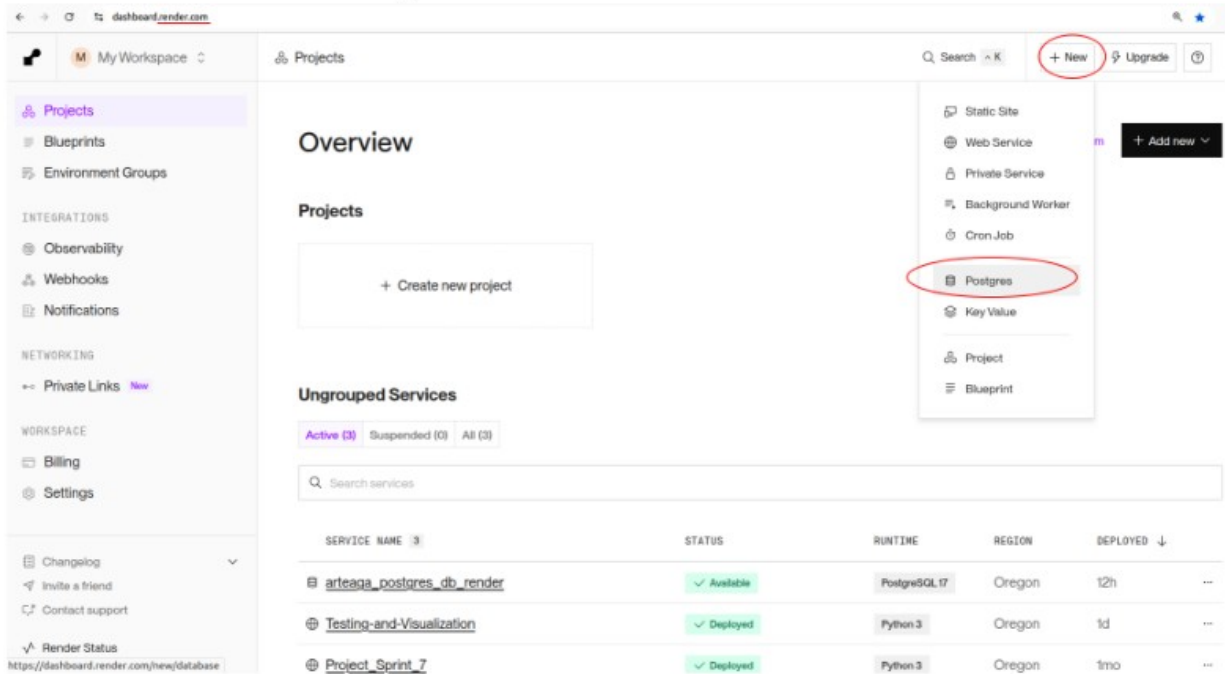 dashboard.render.com
M My Workspace
Projects
Search ^ K
+ New
Upgrade
Projects
Blueprints
Environment Groups
INTEGRATIONS
Observability
Webhooks
Notifications
NETWORKING
Private Links New
WORKSPACE
Billing
Settings
Changelog
Invite a friend
Contact support
Render Status
https://dashboard.render.com/new/database
Overview
m
+ Add new
Static Site
Web Service
Private Service
Background Worker
Cron Job
Postgres
Key Value
Project
Blueprint
Projects
+ Create new project
Ungrouped Services
Active (3) Suspended (0) All (3)
Search services
SERVICE NAME 3 STATUS RUNTIME REGION DEPLOYED ↓
arteaga_postgres_db_render Available PostgreSQL 17 Oregon 12h ...
Testing-and-Visualization Deployed Python 3 Oregon 1d ...
Project_Sprint_7 Deployed Python 3 Oregon 1mo ...